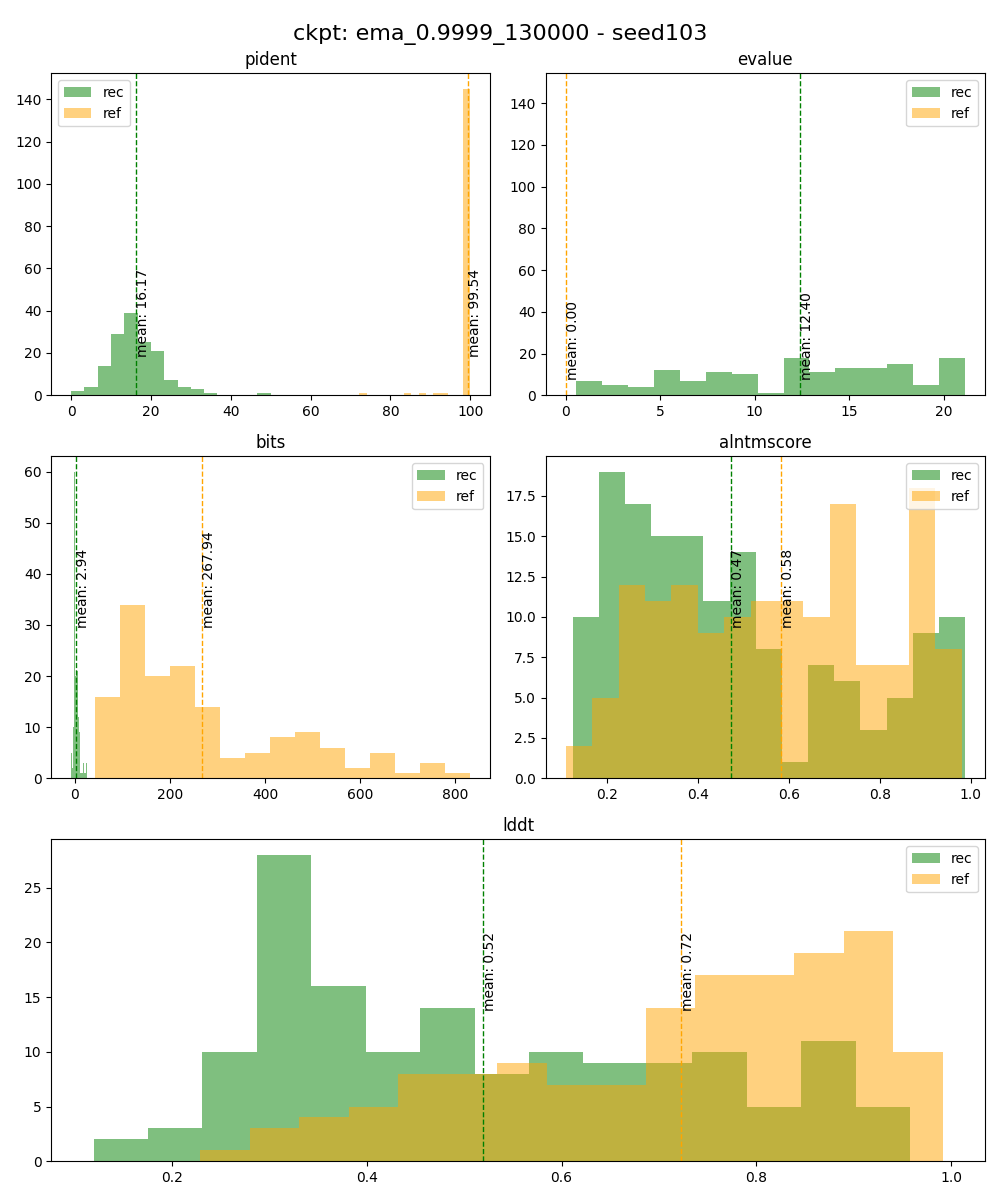 ckpt: ema_0.9999_130000 - seed103
pident
rec
ref
mean: 16.17
mean: 99.54
0
20
40
60
80
100
120
140
0
20
40
60
80
100
evalue
rec
ref
mean: 0.00
mean: 12.40
0
20
40
60
80
100
120
140
0
5
10
15
20
bits
rec
ref
mean: 2.94
mean: 267.94
0
10
20
30
40
50
60
0
200
400
600
800
alntmscore
rec
ref
mean: 0.47
mean: 0.58
0.0
2.5
5.0
7.5
10.0
12.5
15.0
17.5
0.2
0.4
0.6
0.8
1.0
lddt
rec
ref
mean: 0.52
mean: 0.72
0
5
10
15
20
25
0.2
0.4
0.6
0.8
1.0